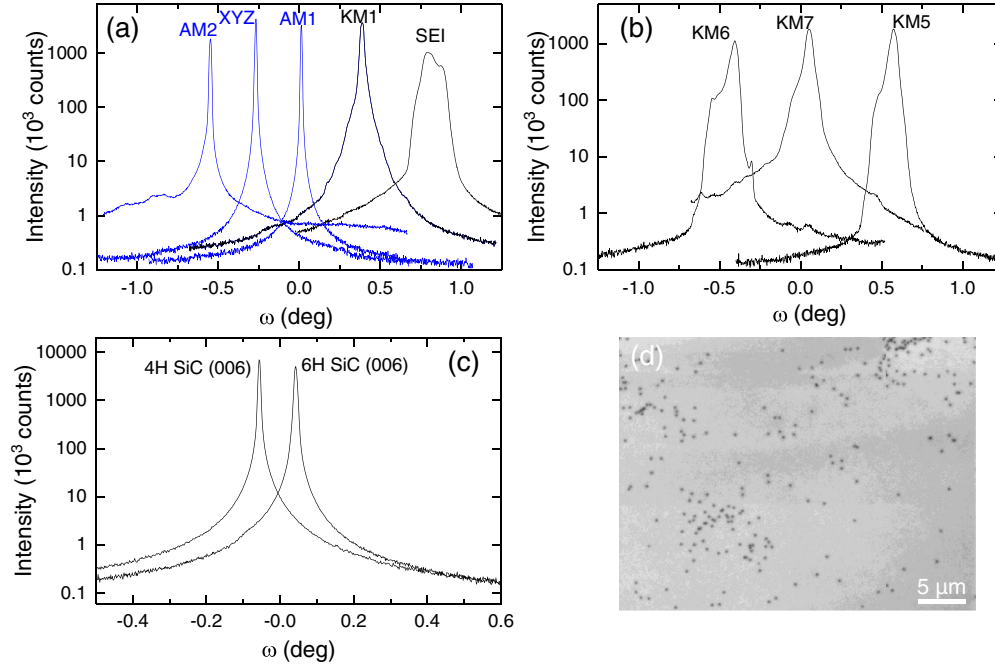 (a)
AM2
XYZ
AM1
KM1
SEI
1000
100
10
1
0.1
Intensity (10³ counts)
-1.0
-0.5
0.0
0.5
1.0
ω (deg)
(b)
KM6
KM7
KM5
1000
100
10
1
0.1
Intensity (10³ counts)
-1.0
-0.5
0.0
0.5
1.0
ω (deg)
(c)
4H SiC (006)
6H SiC (006)
10000
1000
100
10
1
0.1
Intensity (10³ counts)
-0.4
-0.2
-0.0
0.2
0.4
0.6
ω (deg)
(d)
5 μm